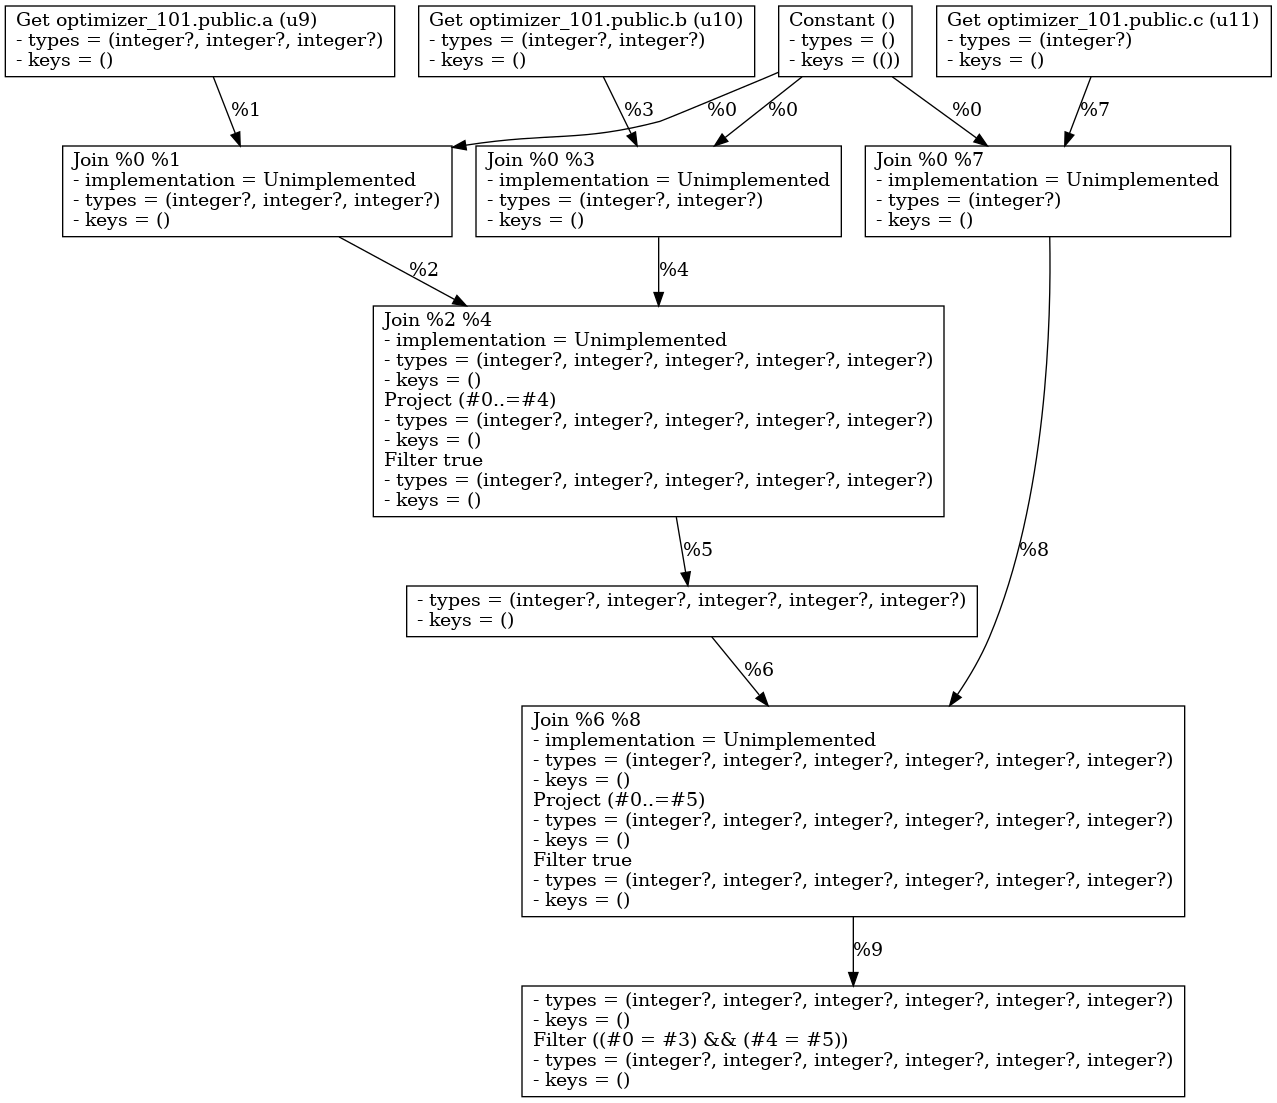 Get optimizer_101.public.a (u9)
- types = (integer?, integer?, integer?)
- keys = ()
Get optimizer_101.public.b (u10)
- types = (integer?, integer?)
- keys = ()
Constant ()
- types = ()
- keys = (())
Get optimizer_101.public.c (u11)
- types = (integer?)
- keys = ()
%1
%3
%0
%0
%0
%7
Join %0 %1
- implementation = Unimplemented
- types = (integer?, integer?, integer?)
- keys = ()
Join %0 %3
- implementation = Unimplemented
- types = (integer?, integer?)
- keys = ()
Join %0 %7
- implementation = Unimplemented
- types = (integer?)
- keys = ()
%2
%4
Join %2 %4
- implementation = Unimplemented
- types = (integer?, integer?, integer?, integer?, integer?)
- keys = ()
Project (#0..=#4)
- types = (integer?, integer?, integer?, integer?, integer?)
- keys = ()
Filter true
- types = (integer?, integer?, integer?, integer?, integer?)
- keys = ()
%5
%8
- types = (integer?, integer?, integer?, integer?, integer?)
- keys = ()
%6
Join %6 %8
- implementation = Unimplemented
- types = (integer?, integer?, integer?, integer?, integer?, integer?)
- keys = ()
Project (#0..=#5)
- types = (integer?, integer?, integer?, integer?, integer?, integer?)
- keys = ()
Filter true
- types = (integer?, integer?, integer?, integer?, integer?, integer?)
- keys = ()
%9
- types = (integer?, integer?, integer?, integer?, integer?, integer?)
- keys = ()
Filter ((#0 = #3) && (#4 = #5))
- types = (integer?, integer?, integer?, integer?, integer?, integer?)
- keys = ()